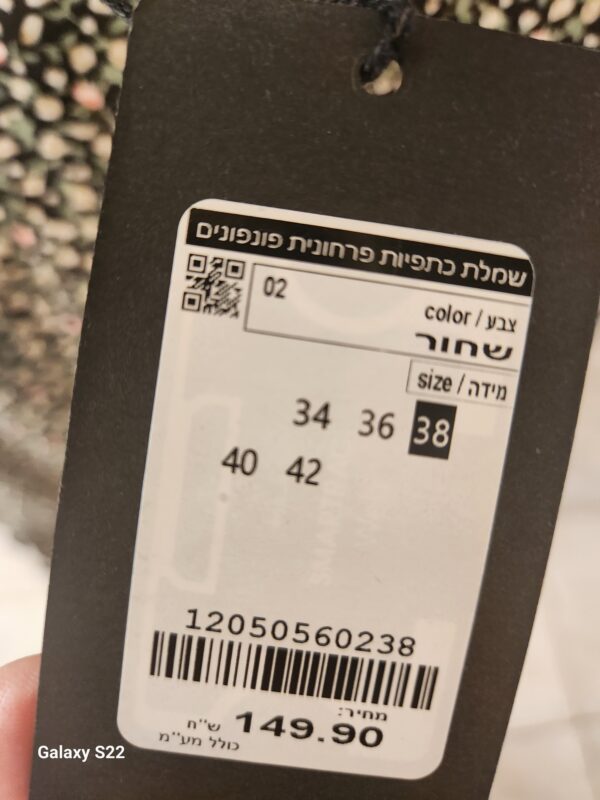 שמלת כתפיות פרחונית פונפונים
צבע / color 02
שחור
מידה / size
34 36 38
40 42
12050560238
מחיר:
149.90 ש"ח
כולל מע"מ
Galaxy S22